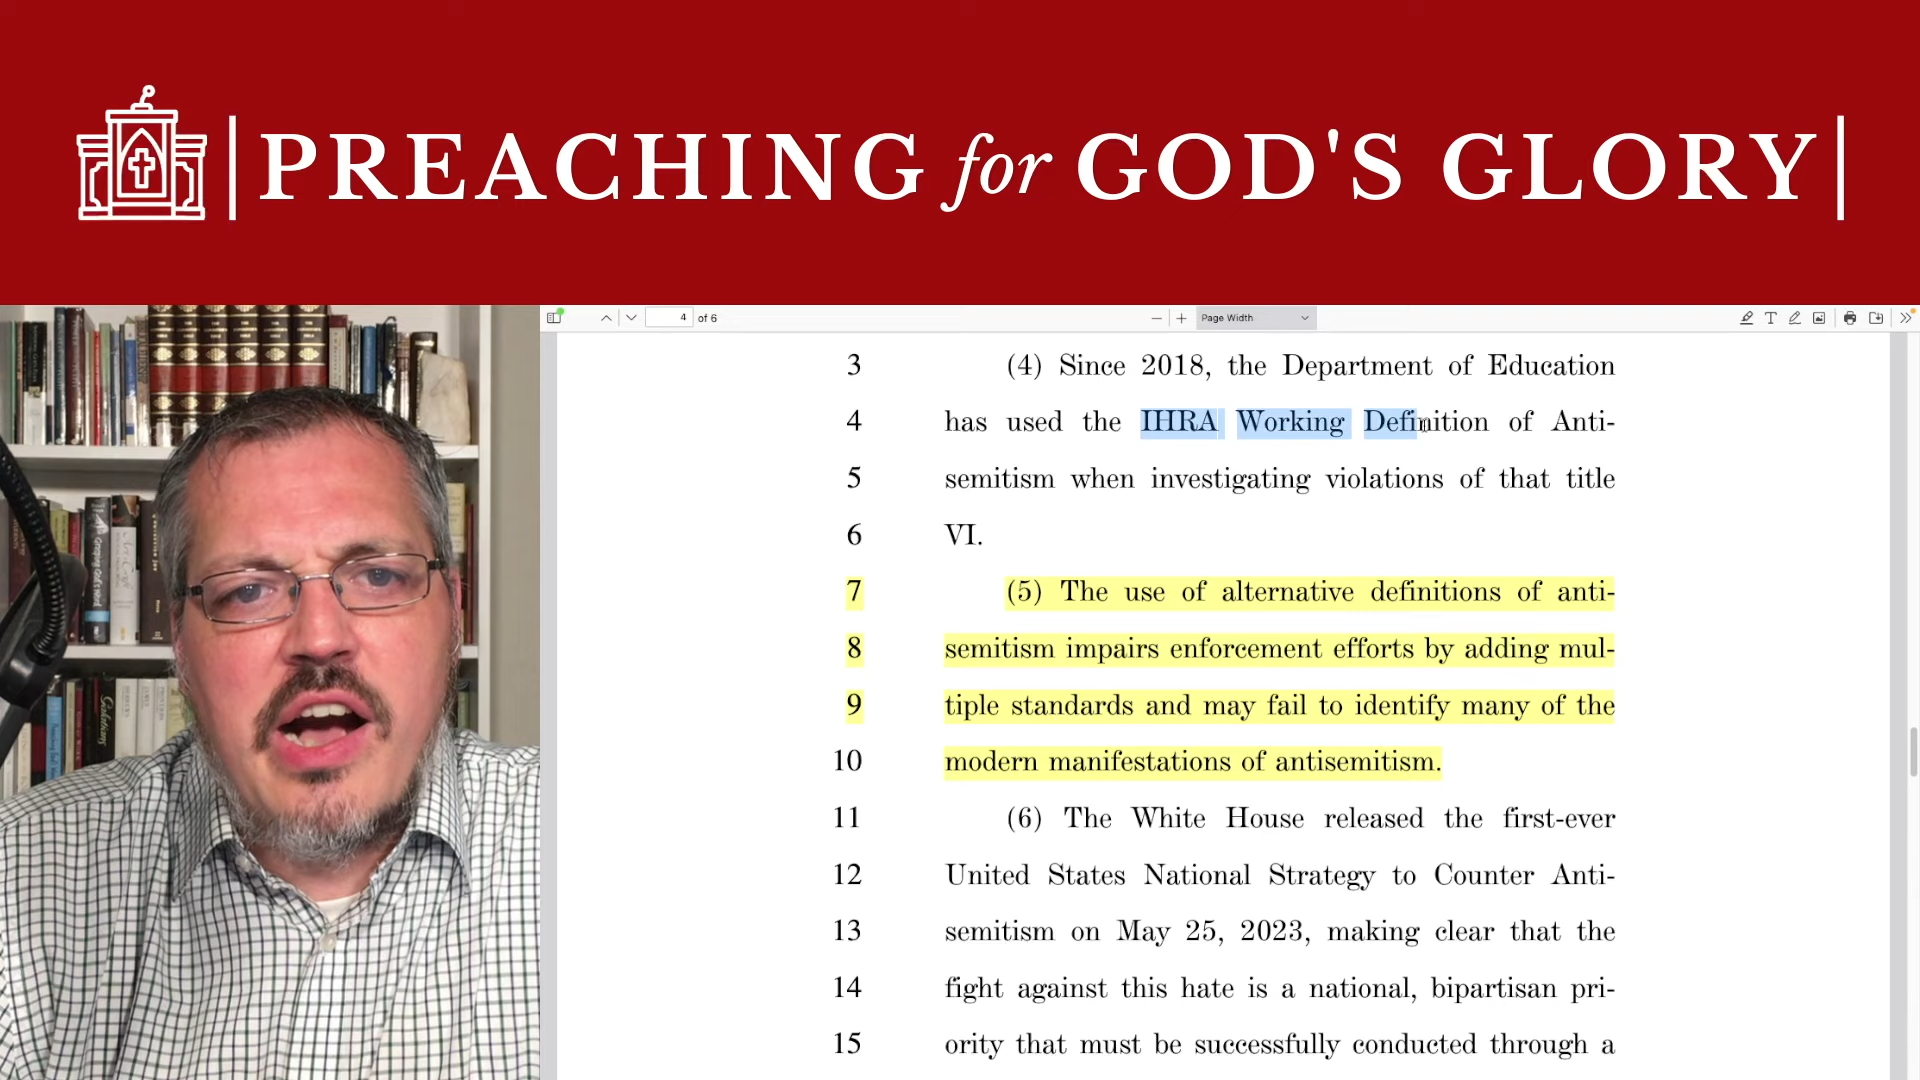 PREACHING for GOD'S GLORY
4 of 6
Page Width
3 (4) Since 2018, the Department of Education
4 has used the IHRA Working Definition of Anti-
5 semitism when investigating violations of that title
6 VI.
7 (5) The use of alternative definitions of anti-
8 semitism impairs enforcement efforts by adding mul-
9 tiple standards and may fail to identify many of the
10 modern manifestations of antisemitism.
11 (6) The White House released the first-ever
12 United States National Strategy to Counter Anti-
13 semitism on May 25, 2023, making clear that the
14 fight against this hate is a national, bipartisan pri-
15 ority that must be successfully conducted through a